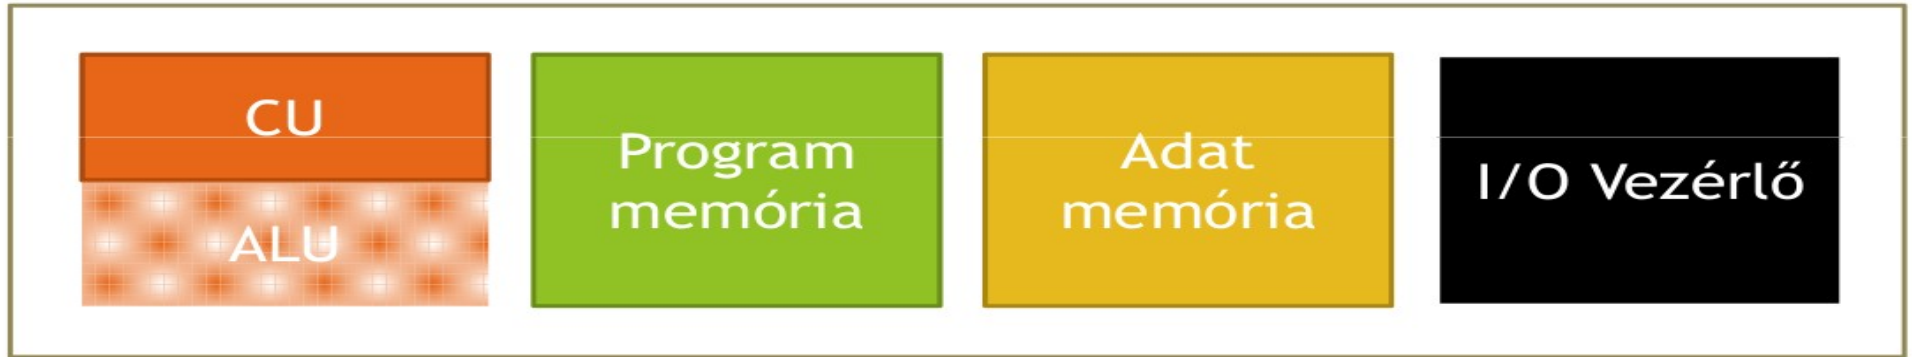 CU
ALU
Program
memória
Adat
memória
I/O Vezérlő